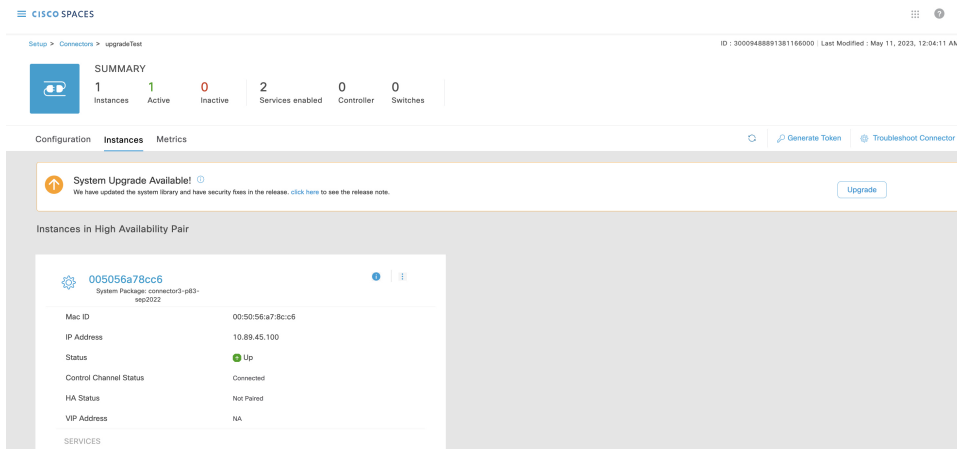 CISCO SPACES
?
Setup > Connectors > upgradeTest
ID : 30009488891381166000 | Last Modified : May 11, 2023, 12:04:11 AM
SUMMARY
1 1 0 2 0 0
Instances Active Inactive Services enabled Controller Switches
Configuration Instances Metrics
Generate Token Troubleshoot Connector
System Upgrade Available!
We have updated the system library and have security fixes in the release. click here to see the release note.
Upgrade
Instances in High Availability Pair
005056a78cc6
System Package: connector3-p83-
sep2022
Mac ID 00:50:56:a7:8c:c6
IP Address 10.89.45.100
Status Up
Control Channel Status Connected
HA Status Not Paired
VIP Address NA
SERVICES